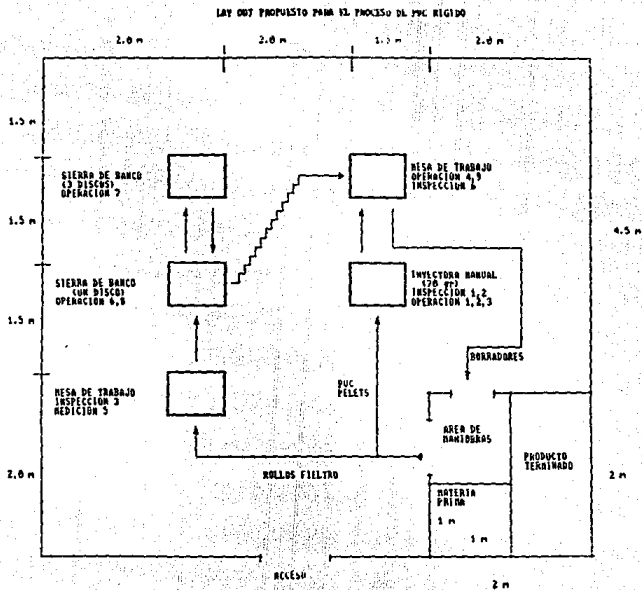 LAY OUT PROPUESTO PARA EL PROCESO DE PVC RIGIDO
2.0 m
2.0 m
1.5 m
2.0 m
1.5 m
SIERRA DE BANCO
(3 DISCOS)
OPERACION 7
MESA DE TRABAJO
OPERACION 4,9
INSPECCION 6
1.5 m
4.5 m
SIERRA DE BANCO
(UN DISCO)
OPERACION 6,8
INYECTORA MANUAL
(70 gr)
INSPECCION 1,2
OPERACION 1,2,3
1.5 m
BORRADORES
MESA DE TRABAJO
INSPECCION 3
MEDICION 5
PVC
PELETS
AREA DE
MANIOBRAS
PRODUCTO
TERMINADO
2.0 m
ROLLOS FIELTRO
2 m
MATERIA
PRIMA
1 m
1 m
ACCESO
2 m